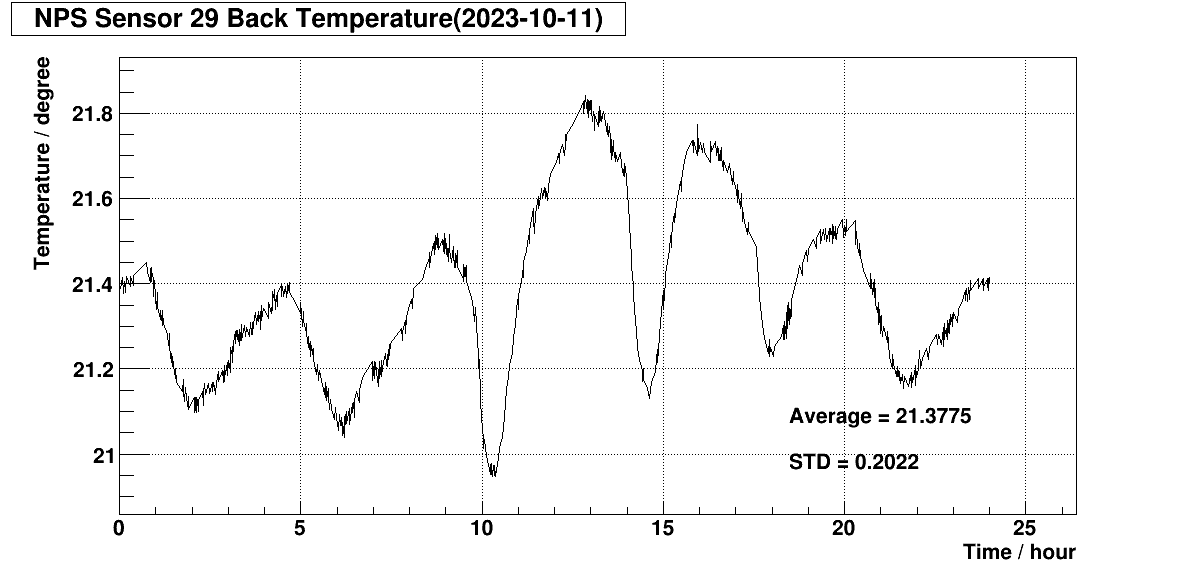 NPS Sensor 29 Back Temperature(2023-10-11)
Temperature / degree
21.8
21.6
21.4
21.2
21
Average = 21.3775
STD = 0.2022
0 5 10 15 20 25
Time / hour